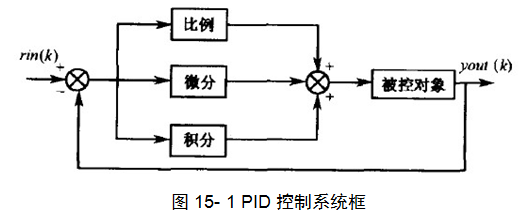 比例
rin(k)
+
−
微分
+
+
被控对象
yout (k)
积分
图 15- 1 PID 控制系统框